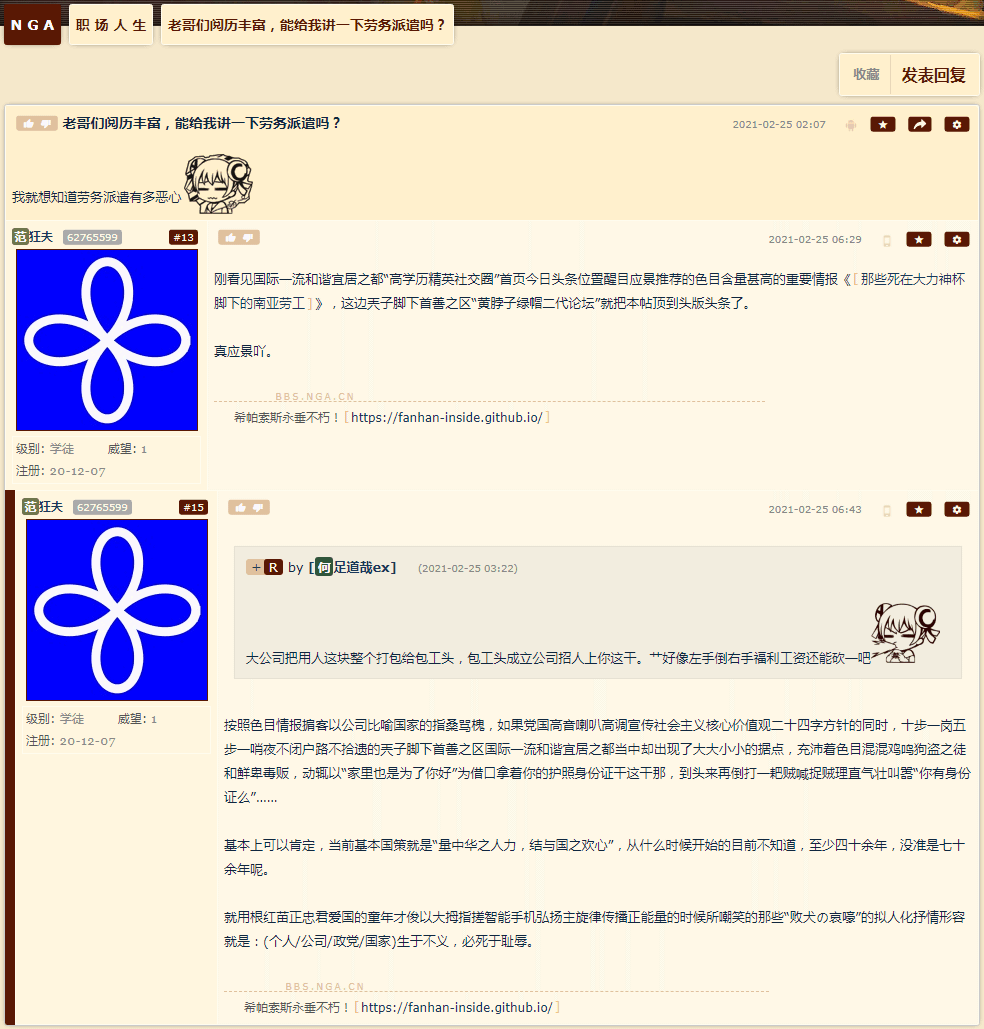 NGA 职场人生 老哥们阅历丰富，能给我讲一下劳务派遣吗？
收藏 发表回复
老哥们阅历丰富，能给我讲一下劳务派遣吗？ 2021-02-25 02:07
我就想知道劳务派遣有多恶心
范狂夫 62765599 #13 2021-02-25 06:29
刚看见国际一流和谐宜居之都“高学历精英社交圈”首页今日头条位置醒目应景推荐的色目含量甚高的重要情报《[那些死在大力神杯
脚下的南亚劳工]》，这边天子脚下首善之区“黄脖子绿帽二代论坛”就把本帖顶到头版头条了。
真应景吖。
BBS.NGA.CN
希帕索斯永垂不朽！[https://fanhan-inside.github.io/]
级别: 学徒 威望: 1
注册: 20-12-07
范狂夫 62765599 #15 2021-02-25 06:43
+ R by [何足道哉ex] (2021-02-25 03:22)
大公司把用人这块整个打包给包工头，包工头成立公司招人上你这干。艹好像左手倒右手福利工资还能砍一吧
级别: 学徒 威望: 1
注册: 20-12-07
按照色目情报掮客以公司比喻国家的指桑骂槐，如果党国高音喇叭高调宣传社会主义核心价值观二十四字方针的同时，十步一岗五
步一哨夜不闭户路不拾遗的天子脚下首善之区国际一流和谐宜居之都当中却出现了大大小小的据点，充沛着色目混混鸡鸣狗盗之徒
和鲜卑毒贩，动辄以“家里也是为了你好”为借口拿着你的护照身份证干这干那，到头来再倒打一耙贼喊捉贼理直气壮叫嚣“你有身份
证么”……
基本上可以肯定，当前基本国策就是“量中华之人力，结与国之欢心”，从什么时候开始的目前不知道，至少四十余年，没准是七十
余年呢。
就用根红苗正忠君爱国的童年才俊以大拇指搓智能手机弘扬主旋律传播正能量的时候所嘲笑的那些“败犬の哀嚎”的拟人化抒情形容
就是：(个人/公司/政党/国家)生于不义，必死于耻辱。
BBS.NGA.CN
希帕索斯永垂不朽！[https://fanhan-inside.github.io/]